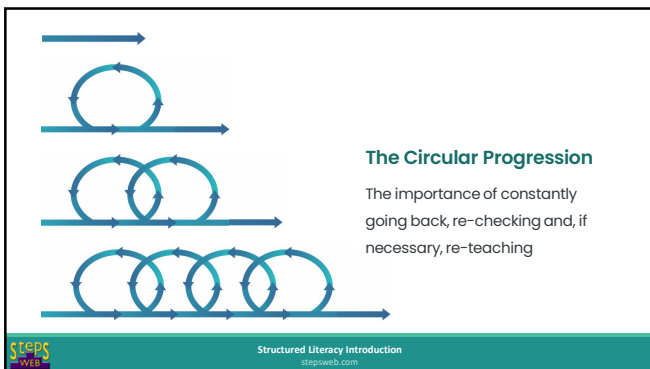 The Circular Progression
The importance of constantly
going back, re-checking and, if
necessary, re-teaching
steps
WEB
Structured Literacy Introduction
stepsweb.com